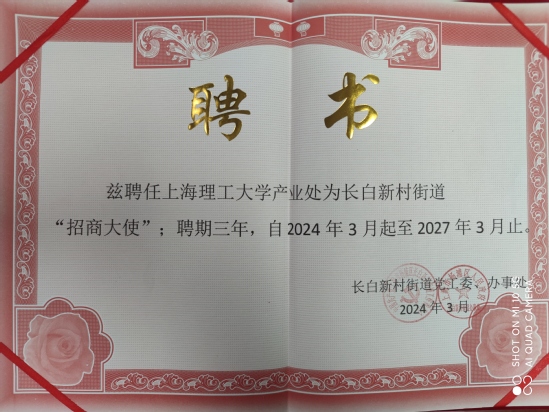 聘书
兹聘任上海理工大学产业处为长白新村街道
“招商大使”；聘期三年，自2024年3月起至2027年3月止。
长白新村街道党工委、办事处
2024年3月
SHOT ON MI 10
AI QUAD CAMERA